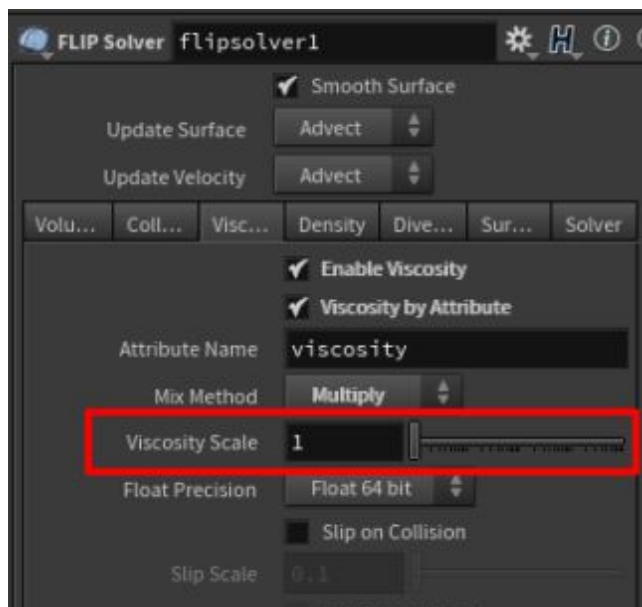 FLIP Solver flipsolver1
Smooth Surface
Update Surface Advect
Update Velocity Advect
Volu... Coll... Visc... Density Dive... Sur... Solver
Enable Viscosity
Viscosity by Attribute
Attribute Name viscosity
Mix Method Multiply
Viscosity Scale 1
Float Precision Float 64 bit
Slip on Collision
Slip Scale 0.1